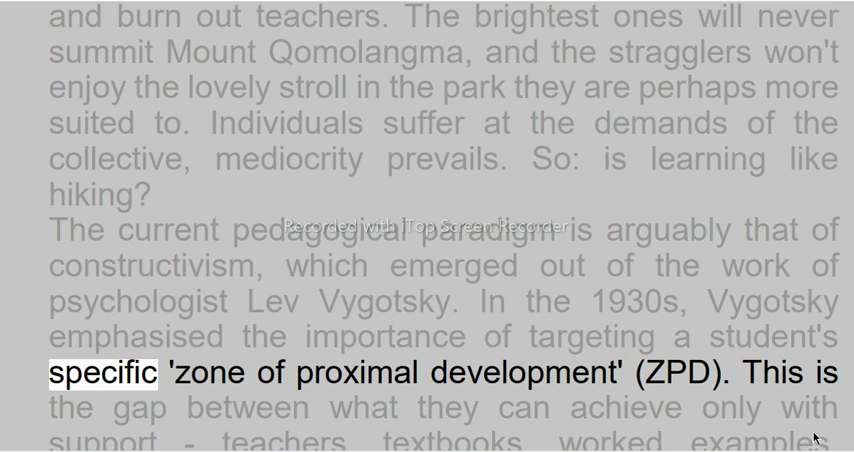 and burn out teachers. The brightest ones will never
summit Mount Qomolangma, and the stragglers won't
enjoy the lovely stroll in the park they are perhaps more
suited to. Individuals suffer at the demands of the
collective, mediocrity prevails. So: is learning like
hiking?
Recorded with iTop Screen Recorder
The current pedagogical paradigm is arguably that of
constructivism, which emerged out of the work of
psychologist Lev Vygotsky. In the 1930s, Vygotsky
emphasised the importance of targeting a student's
specific 'zone of proximal development' (ZPD). This is
the gap between what they can achieve only with
support - teachers, textbooks, worked examples,